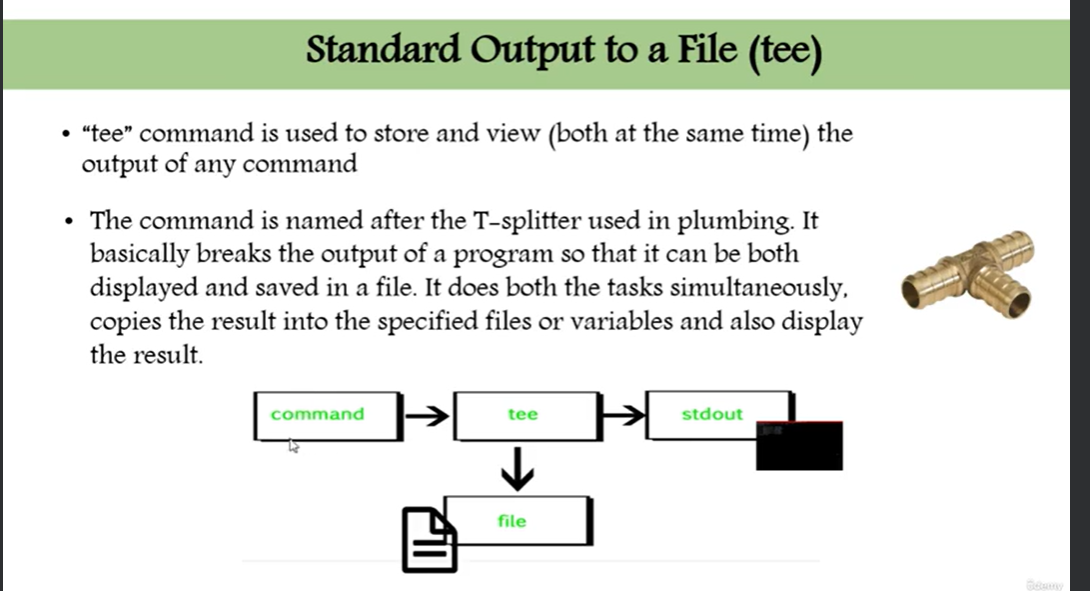 Standard Output to a File (tee)
• “tee” command is used to store and view (both at the same time) the
output of any command
• The command is named after the T-splitter used in plumbing. It
basically breaks the output of a program so that it can be both
displayed and saved in a file. It does both the tasks simultaneously,
copies the result into the specified files or variables and also display
the result.
command
tee
stdout
file
ûdemy